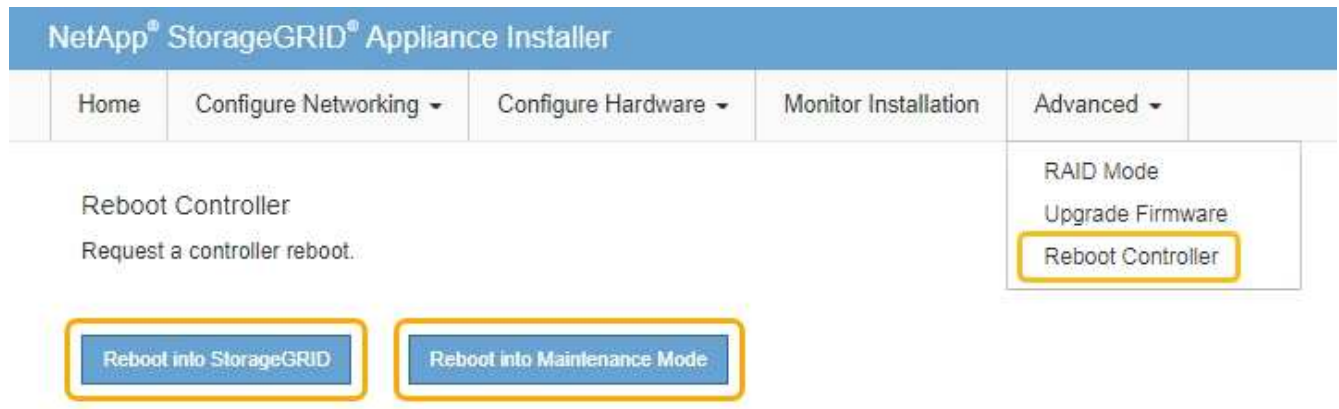 NetApp® StorageGRID® Appliance Installer
Home Configure Networking Configure Hardware Monitor Installation Advanced
RAID Mode
Upgrade Firmware
Reboot Controller
Reboot Controller
Request a controller reboot.
Reboot into StorageGRID Reboot into Maintenance Mode